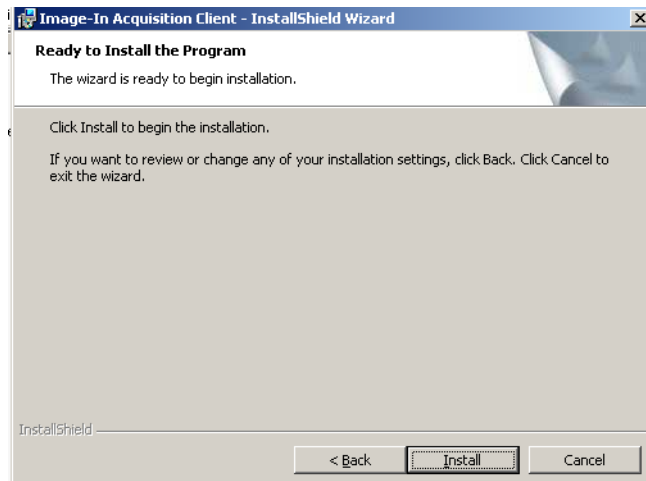 Image-In Acquisition Client - InstallShield Wizard
Ready to Install the Program
The wizard is ready to begin installation.
Click Install to begin the installation.
If you want to review or change any of your installation settings, click Back. Click Cancel to
exit the wizard.
InstallShield
< Back Install Cancel